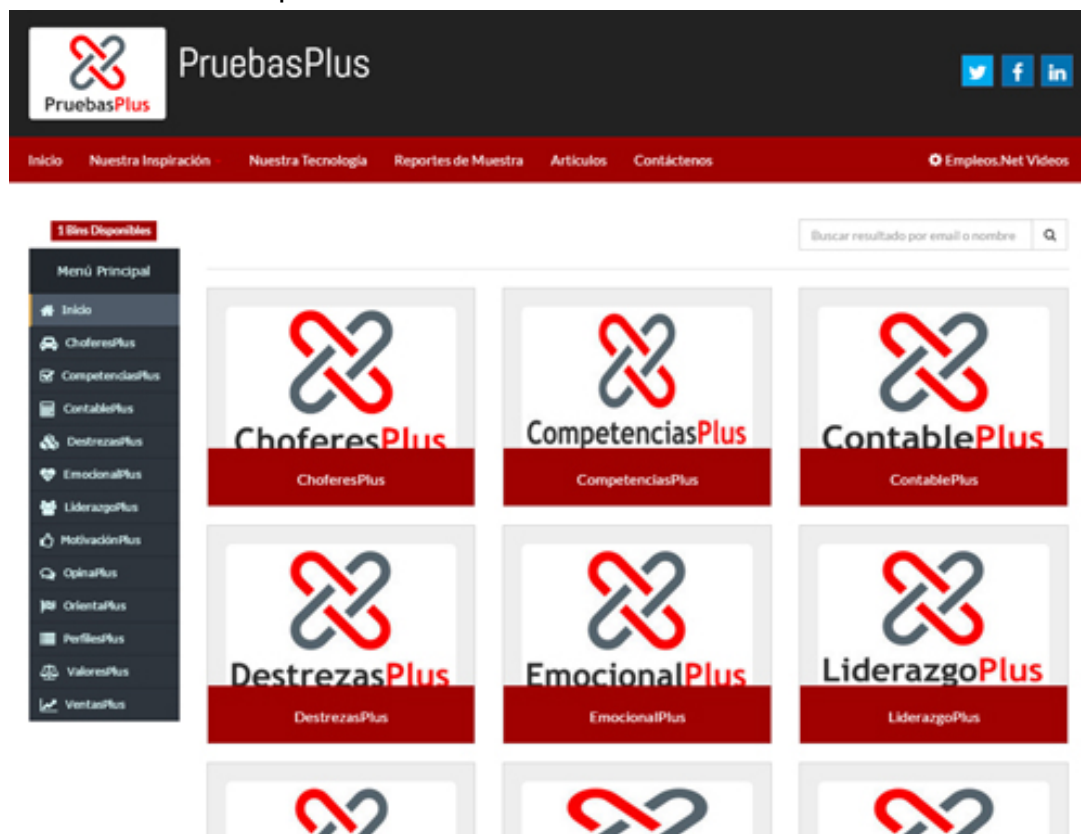 PruebasPlus
PruebasPlus
Inicio Nuestra Inspiración Nuestra Tecnología Reportes de Muestra Artículos Contáctenos Empleos.Net Videos
1 Bins Disponibles
Buscar resultado por email o nombre
Menú Principal
Inicio
ChoferesPlus
CompetenciasPlus
ContablePlus
DestrezasPlus
EmocionalPlus
LiderazgoPlus
MotivaciónPlus
OpinaPlus
OrientaPlus
PerfilesPlus
ValoresPlus
VentasPlus
ChoferesPlus
ChoferesPlus
CompetenciasPlus
CompetenciasPlus
ContablePlus
ContablePlus
DestrezasPlus
DestrezasPlus
EmocionalPlus
EmocionalPlus
LiderazgoPlus
LiderazgoPlus